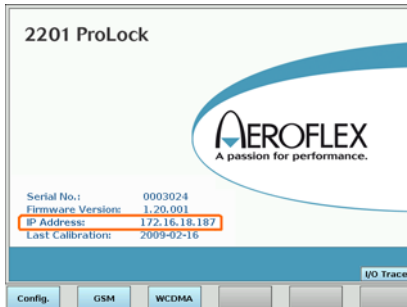 2201 ProLock
AEROFLEX
A passion for performance.
Serial No.: 0003024
Firmware Version: 1.20.001
IP Address: 172.16.18.187
Last Calibration: 2009-02-16
I/O Trace
Config. GSM WCDMA